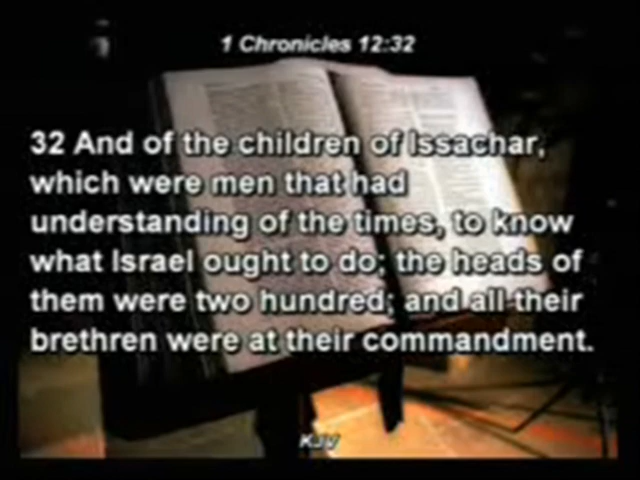 1 Chronicles 12:32
32 And of the children of Issachar,
which were men that had
understanding of the times, to know
what Israel ought to do; the heads of
them were two hundred; and all their
brethren were at their commandment.
KJV